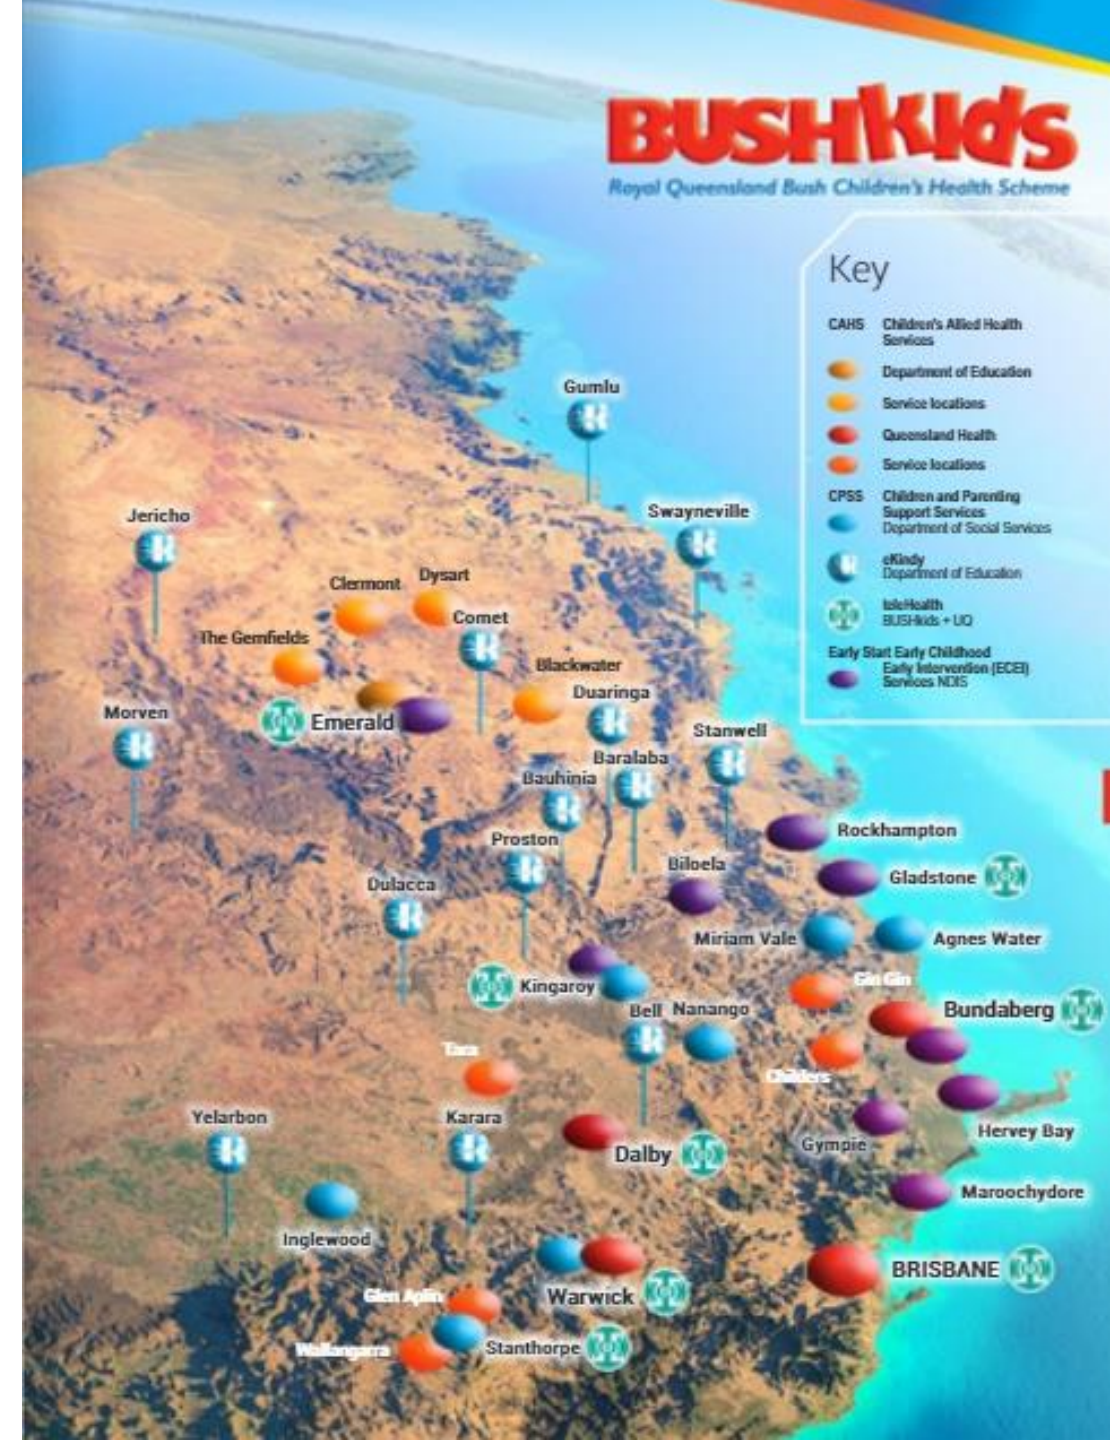 BUSHkids
Royal Queensland Bush Children's Health Scheme
Key
CAHS Children's Allied Health
Services
Department of Education
Service locations
Queensland Health
Service locations
CPSS Children and Parenting
Support Services
Department of Social Services
eKindy
Department of Education
teleHealth
BUSHkids + UQ
Early Start Early Childhood
Early Intervention (ECEI)
Services NDIS
Gumlu
Jericho
Swayneville
Clermont
Dysart
Comet
The Gemfields
Blackwater
Duaringa
Morven
Emerald
Stanwell
Baralaba
Bauhinia
Proston
Rockhampton
Biloela
Gladstone
Dulacca
Miriam Vale
Agnes Water
Gin Gin
Kingaroy
Bell
Nanango
Bundaberg
Tara
Childers
Yelarbon
Karara
Dalby
Gympie
Hervey Bay
Maroochydore
Inglewood
BRISBANE
Glen Aplin
Warwick
Wallangarra
Stanthorpe